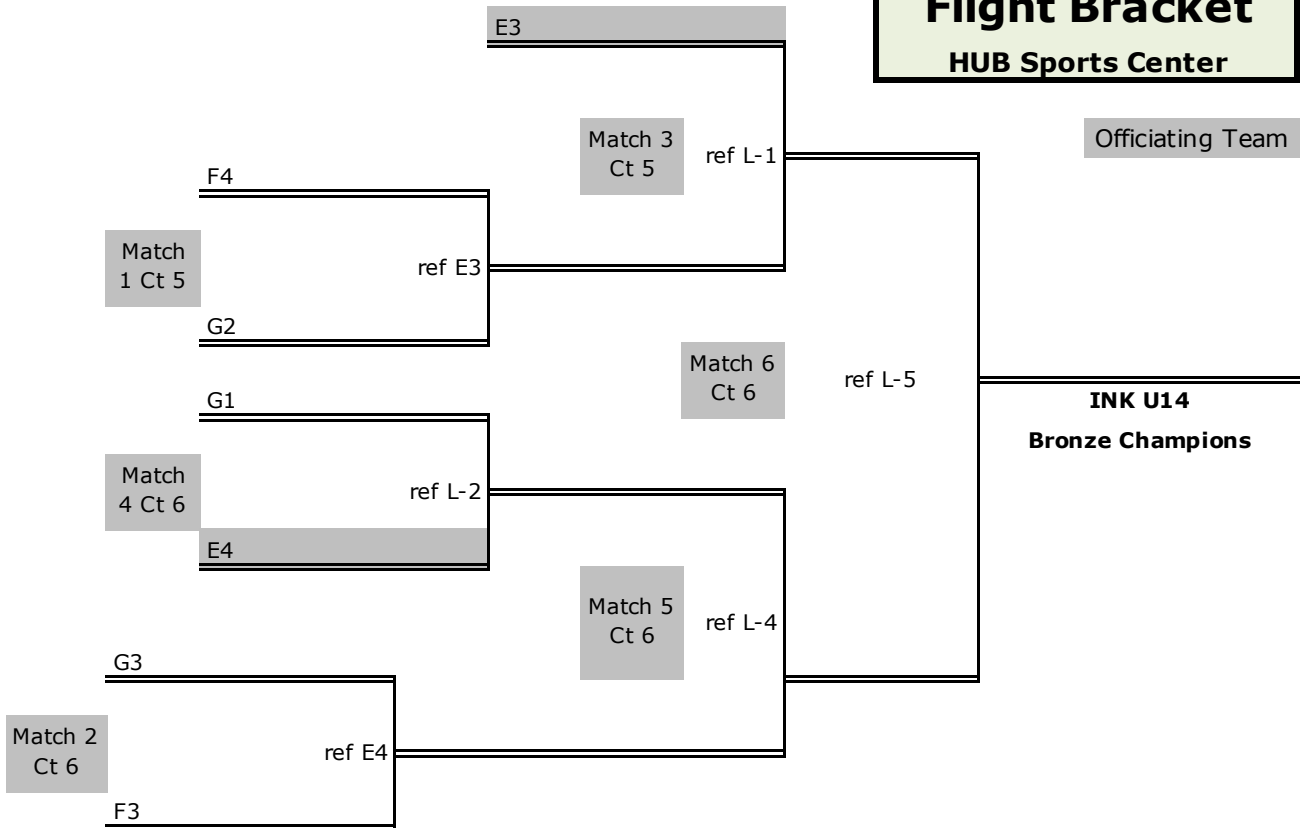 Flight Bracket
HUB Sports Center
E3
Officiating Team
Match 3
Ct 5
ref L-1
F4
Match
1 Ct 5
ref E3
G2
Match 6
Ct 6
ref L-5
INK U14
Bronze Champions
G1
Match
4 Ct 6
ref L-2
E4
Match 5
Ct 6
ref L-4
G3
Match 2
Ct 6
ref E4
F3